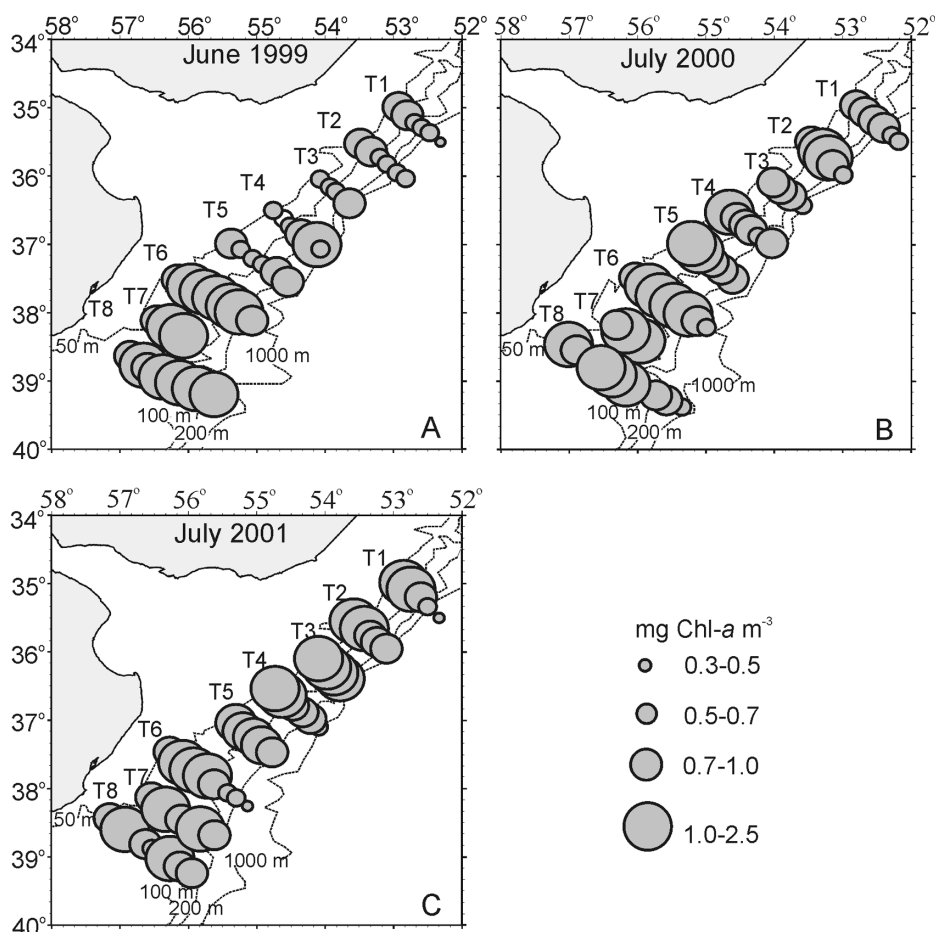 58° 57° 56° 55° 54° 53° 52°
34°
35°
36°
37°
38°
39°
40°
June 1999
T1
T2
T3
T4
T5
T6
T7
T8
50 m
1000 m
100 m
200 m
A
58° 57° 56° 55° 54° 53° 52°
July 2000
T1
T2
T3
T4
T5
T6
T7
T8
50 m
1000 m
100 m
200 m
B
58° 57° 56° 55° 54° 53° 52°
34°
35°
36°
37°
38°
39°
40°
July 2001
T1
T2
T3
T4
T5
T6
T7
T8
50 m
1000 m
100 m
200 m
C
mg Chl-a m⁻³
0.3-0.5
0.5-0.7
0.7-1.0
1.0-2.5